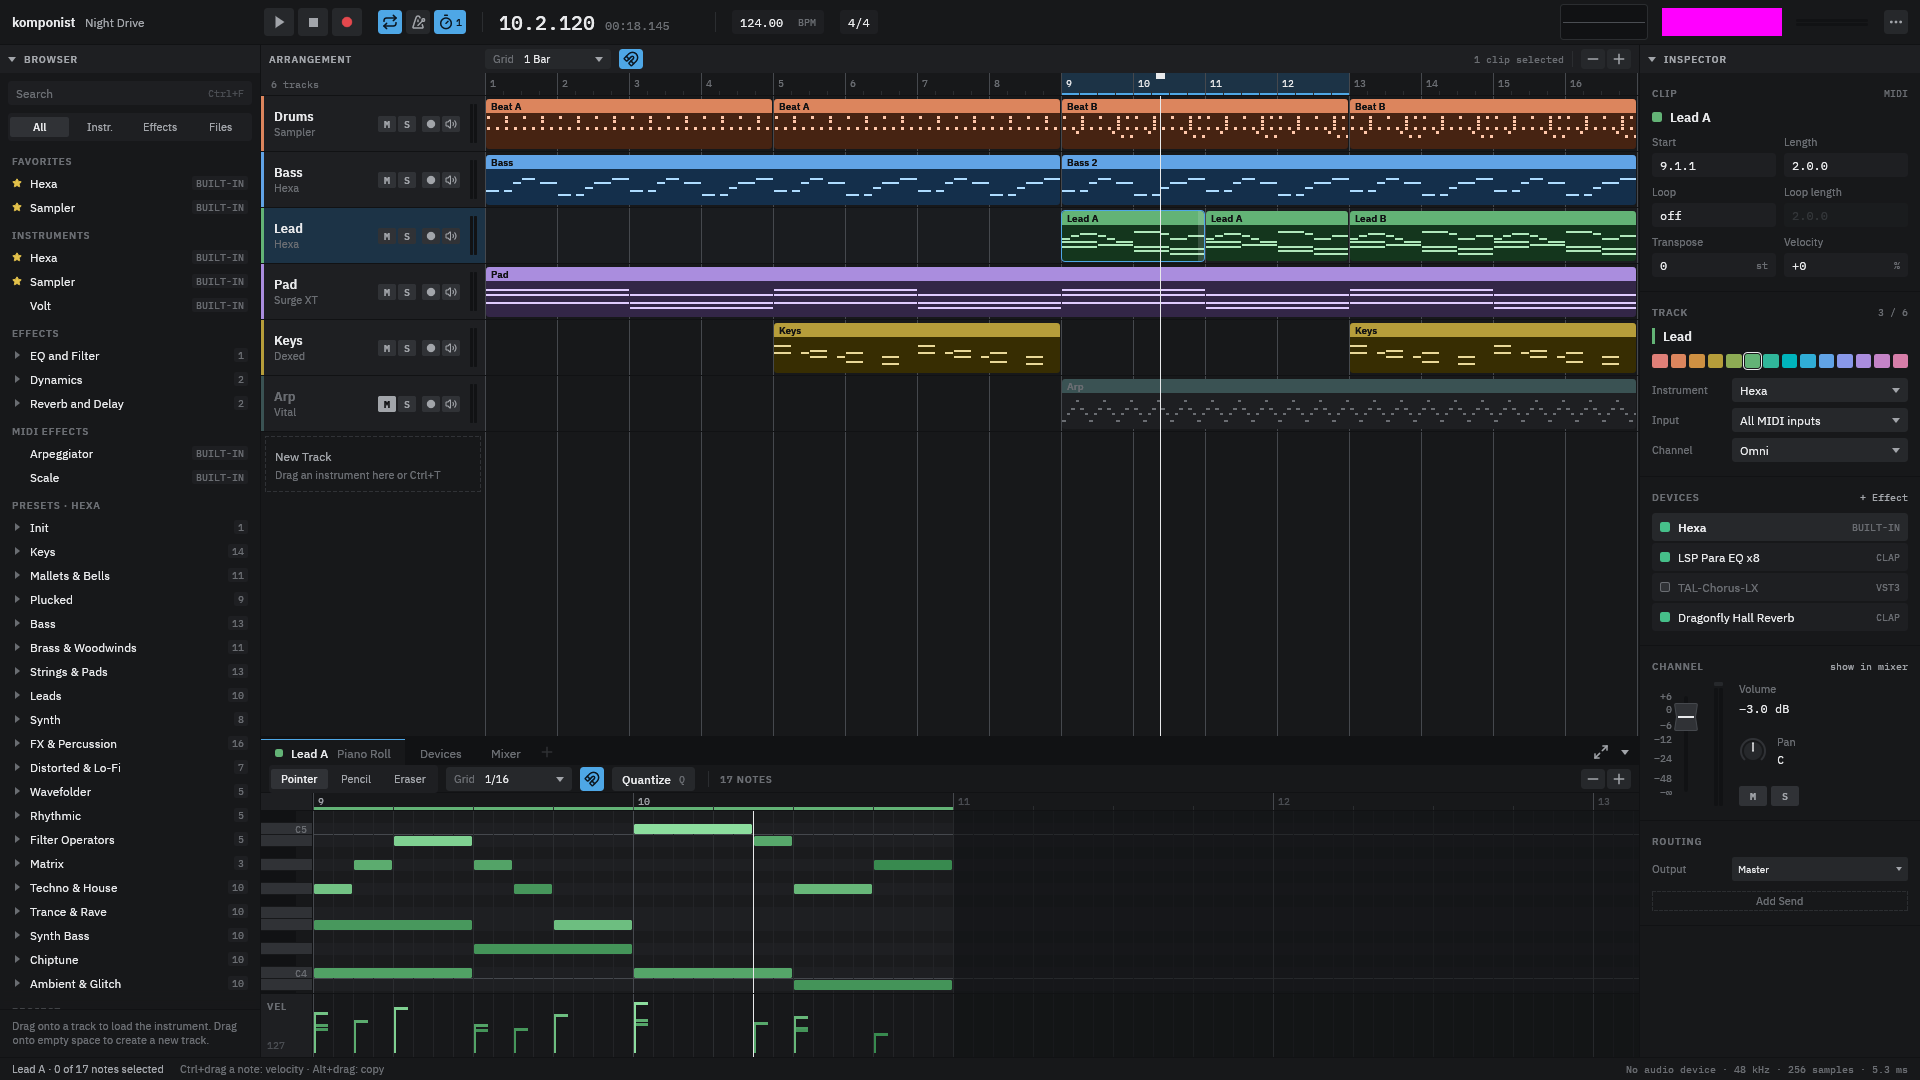 komponist Night Drive
1
10.2.120 00:18.145
124.00 BPM
4/4
BROWSER
Search Ctrl+F
All Instr. Effects Files
FAVORITES
Hexa BUILT-IN
Sampler BUILT-IN
INSTRUMENTS
Hexa BUILT-IN
Sampler BUILT-IN
Volt BUILT-IN
EFFECTS
EQ and Filter 1
Dynamics 2
Reverb and Delay 2
MIDI EFFECTS
Arpeggiator BUILT-IN
Scale BUILT-IN
PRESETS · HEXA
Init 1
Keys 14
Mallets & Bells 11
Plucked 9
Bass 13
Brass & Woodwinds 11
Strings & Pads 13
Leads 10
Synth 8
FX & Percussion 16
Distorted & Lo-Fi 7
Wavefolder 5
Rhythmic 5
Filter Operators 5
Matrix 3
Techno & House 10
Trance & Rave 10
Synth Bass 10
Chiptune 10
Ambient & Glitch 10
Drag onto a track to load the instrument. Drag
onto empty space to create a new track.
ARRANGEMENT
Grid 1 Bar
1 clip selected
6 tracks
1 2 3 4 5 6 7 8 9 10 11 12 13 14 15 16
Drums
Sampler
M S
Beat A Beat A Beat B Beat B
Bass
Hexa
M S
Bass Bass 2
Lead
Hexa
M S
Lead A Lead A Lead B
Pad
Surge XT
M S
Pad
Keys
Dexed
M S
Keys Keys
Arp
Vital
M S
Arp
New Track
Drag an instrument here or Ctrl+T
Lead A Piano Roll Devices Mixer
Pointer Pencil Eraser
Grid 1/16
Quantize Q
17 NOTES
9 10 11 12 13
C5
C4
VEL
127
INSPECTOR
CLIP MIDI
Lead A
Start Length
9.1.1 2.0.0
Loop Loop length
off 2.0.0
Transpose Velocity
0 st +0 %
TRACK 3 / 6
Lead
Instrument Hexa
Input All MIDI inputs
Channel Omni
DEVICES + Effect
Hexa BUILT-IN
LSP Para EQ x8 CLAP
TAL-Chorus-LX VST3
Dragonfly Hall Reverb CLAP
CHANNEL show in mixer
+6
0
−6
−12
−24
−48
−∞
Volume
−3.0 dB
Pan
C
M S
ROUTING
Output Master
Add Send
Lead A · 0 of 17 notes selected Ctrl+drag a note: velocity · Alt+drag: copy
No audio device · 48 kHz · 256 samples · 5.3 ms